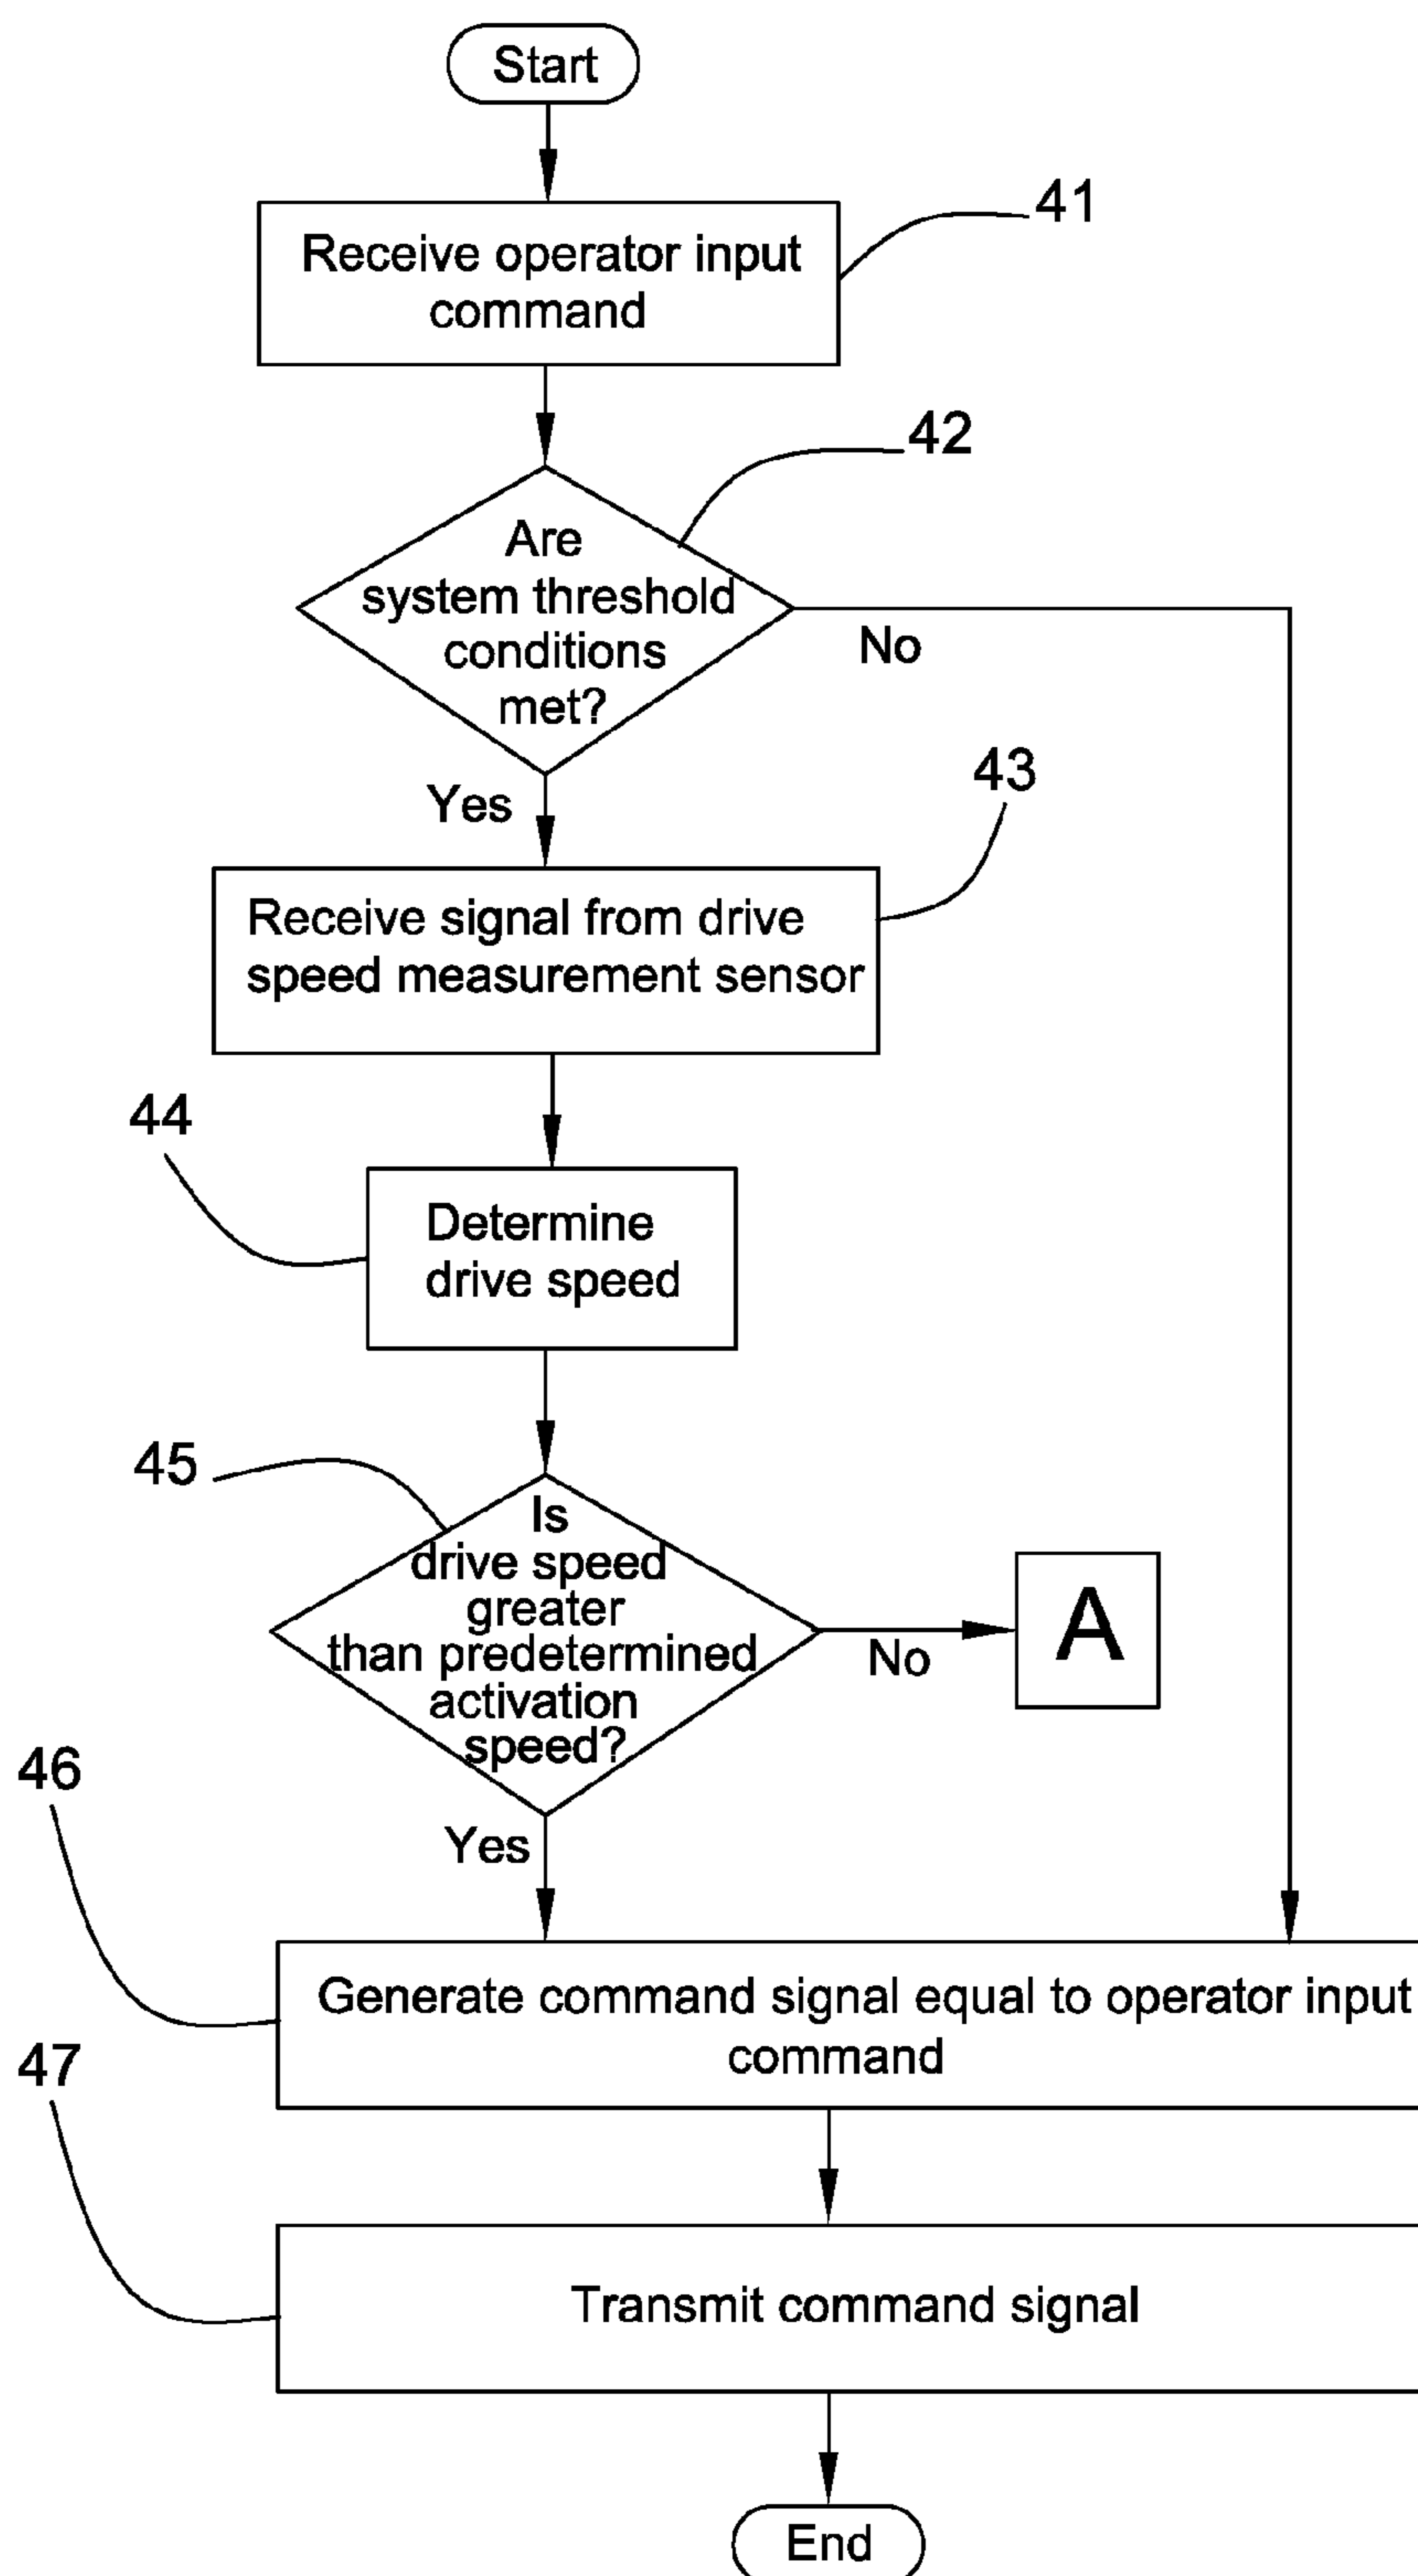 Start
41
Receive operator input
command
42
Are
system threshold
conditions
met?
No
Yes
43
Receive signal from drive
speed measurement sensor
44
Determine
drive speed
45
Is
drive speed
greater
than predetermined
activation
speed?
A
No
46
Yes
Generate command signal equal to operator input
command
47
Transmit command signal
End